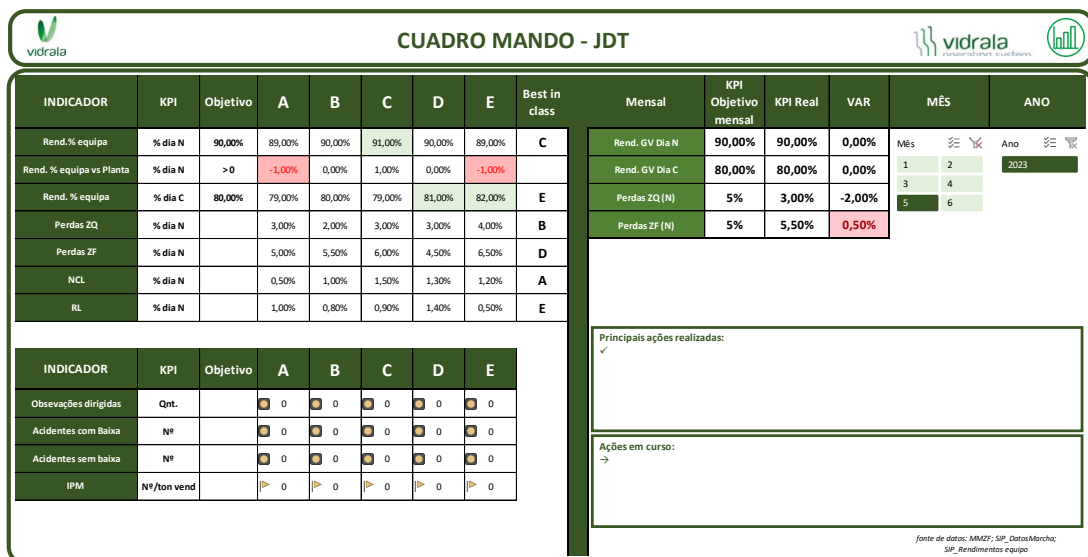 vidrala
CUADRO MANDO - JDT
vidrala
operating system
INDICADOR KPI Objetivo A B C D E Best in class
Rend.% equipa % dia N 90,00% 89,00% 90,00% 91,00% 90,00% 89,00% C
Rend. % equipa vs Planta % dia N >0 -1,00% 0,00% 1,00% 0,00% -1,00%
Rend. % equipa % dia C 80,00% 79,00% 80,00% 79,00% 81,00% 82,00% E
Perdas ZQ % dia N 3,00% 2,00% 3,00% 3,00% 4,00% B
Perdas ZF % dia N 5,00% 5,50% 6,00% 4,50% 6,50% D
NCL % dia N 0,50% 1,00% 1,50% 1,30% 1,20% A
RL % dia N 1,00% 0,80% 0,90% 1,40% 0,50% E
Mensal KPI Objetivo mensal KPI Real VAR MÊS ANO
Rend. GV Dia N 90,00% 90,00% 0,00%
Rend. GV Dia C 80,00% 80,00% 0,00%
Perdas ZQ (N) 5% 3,00% -2,00%
Perdas ZF (N) 5% 5,50% 0,50%
Mês
1 2
3 4
5 6
Ano
2023
INDICADOR KPI Objetivo A B C D E
Obsevações dirigidas Qnt. 0 0 0 0 0
Acidentes com Baixa Nº 0 0 0 0 0
Acidentes sem baixa Nº 0 0 0 0 0
IPM Nº/ton vend 0 0 0 0 0
Principais ações realizadas:
✓
Ações em curso:
→
fonte de datos: MMZF; SIP_DatosMarcha;
SIP_Rendimentos equipo